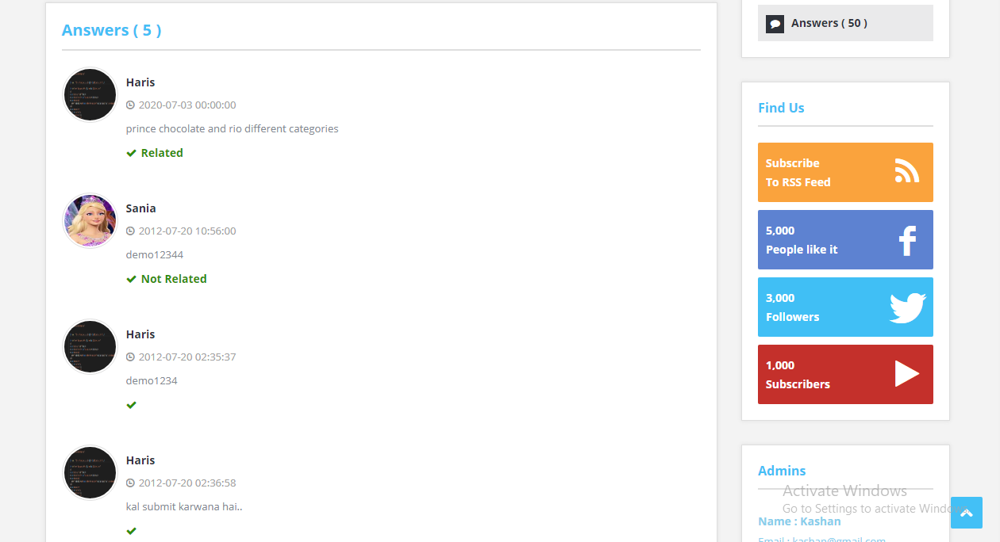 Answers ( 5 )
Haris
2020-07-03 00:00:00
prince chocolate and rio different categories
Related
Sania
2012-07-20 10:56:00
demo12344
Not Related
Haris
2012-07-20 02:35:37
demo1234
Haris
2012-07-20 02:36:58
kal submit karwana hai..
Answers ( 50 )
Find Us
Subscribe
To RSS Feed
5,000
People like it
3,000
Followers
1,000
Subscribers
Admins
Activate Windows
Go to Settings to activate Windows.
Name : Kashan
Email : kashan@gmail.com